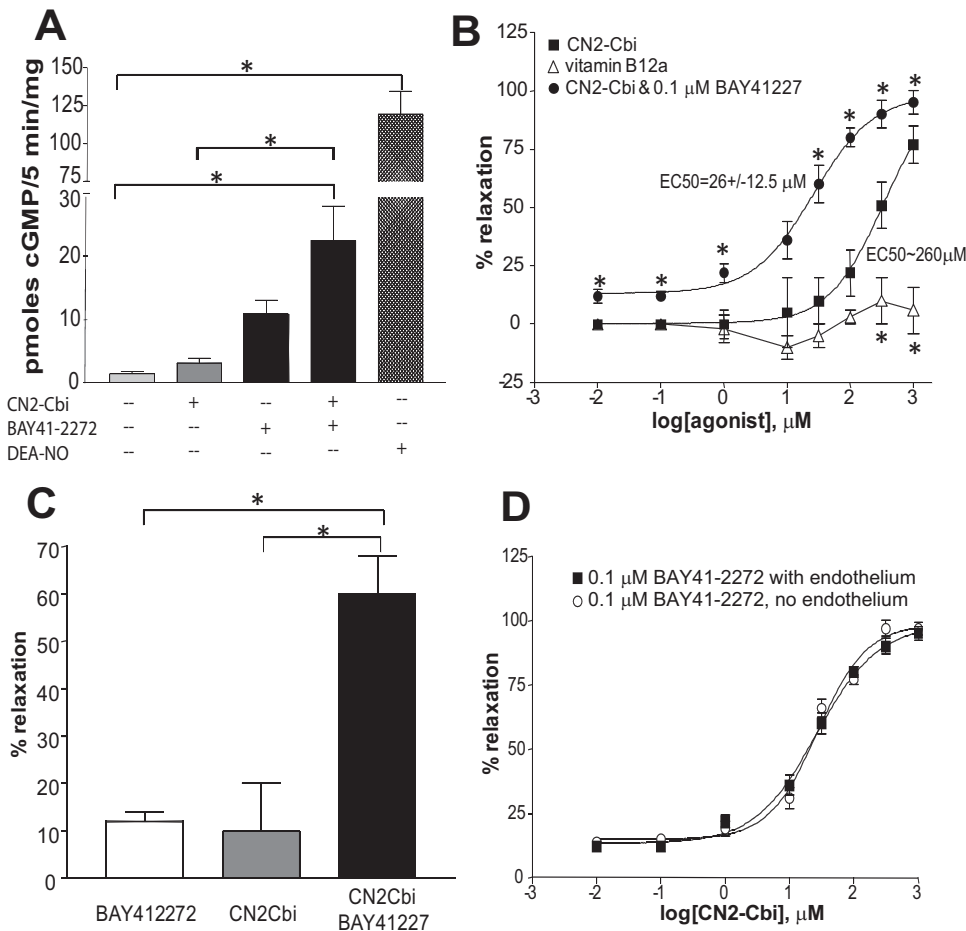 A
pmoles cGMP/5 min/mg
150
125
100
75
30
20
10
0
*
*
*
CN2-Cbi -- + -- + --
BAY41-2272 -- -- + + --
DEA-NO -- -- -- -- +
B
■ CN2-Cbi
△ vitamin B12a
● CN2-Cbi & 0.1 μM BAY41227
% relaxation
125
100
75
50
25
0
-25
* * * * * * *
EC50=26+/-12.5 μM
EC50~260μM
* *
-3 -2 -1 0 1 2 3
log[agonist], μM
C
% relaxation
70
60
50
40
30
20
10
0
*
*
BAY412272
CN2Cbi
CN2Cbi
BAY41227
D
■ 0.1 μM BAY41-2272 with endothelium
○ 0.1 μM BAY41-2272, no endothelium
% relaxation
125
100
75
50
25
0
-3 -2 -1 0 1 2 3
log[CN2-Cbi], μM